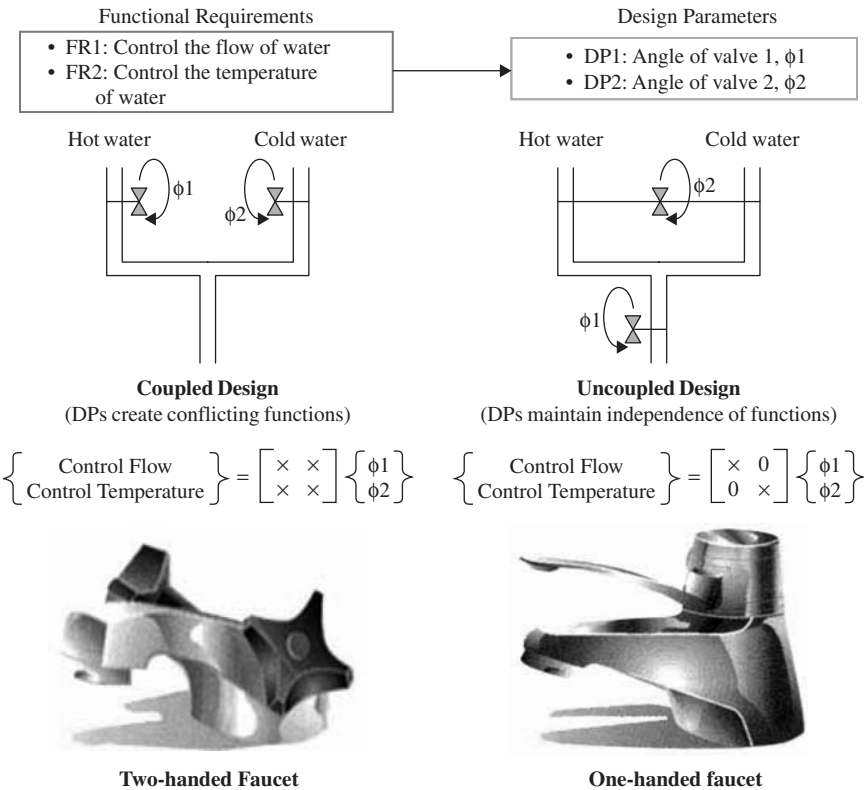 Functional Requirements
• FR1: Control the flow of water
• FR2: Control the temperature
of water
Design Parameters
• DP1: Angle of valve 1, ϕ1
• DP2: Angle of valve 2, ϕ2
Hot water
Cold water
ϕ1
ϕ2
Hot water
Cold water
ϕ2
ϕ1
Coupled Design
(DPs create conflicting functions)
Uncoupled Design
(DPs maintain independence of functions)
{Control Flow
Control Temperature} = [× ×
× ×] {ϕ1
ϕ2}
{Control Flow
Control Temperature} = [× 0
0 ×] {ϕ1
ϕ2}
Two-handed Faucet
One-handed faucet